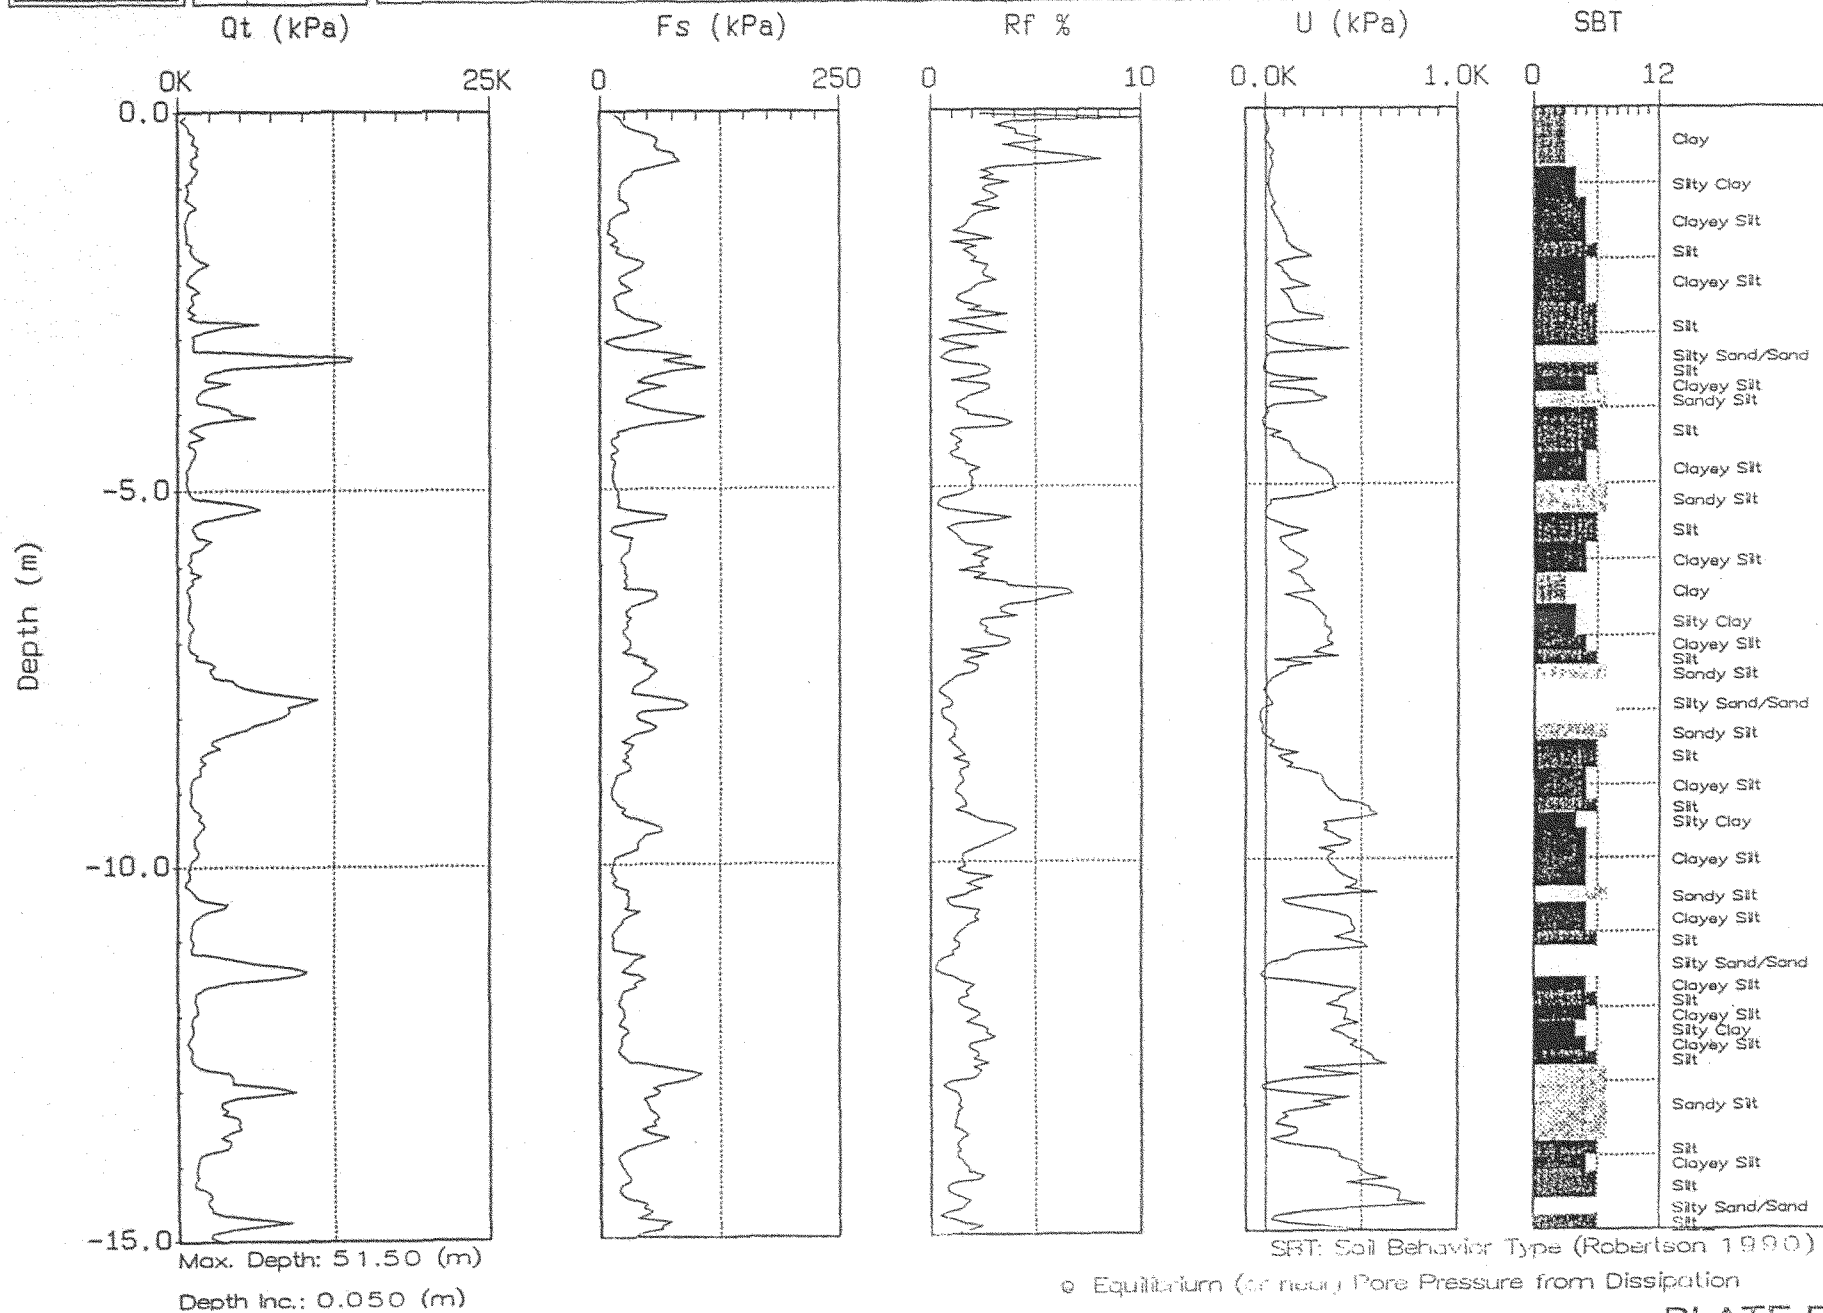 Qt (kPa) Fs (kPa) Rf % U (kPa) SBT
0K 25K 0 250 0 10 0.0K 1.0K 0 12
0.0
Clay
Silty Clay
Clayey Silt
Silt
Clayey Silt
Silt
Silty Sand/Sand
Silt
Clayey Silt
Sandy Silt
Silt
Clayey Silt
-5.0
Sandy Silt
Silt
Clayey Silt
Clay
Depth (m)
Silty Clay
Clayey Silt
Silt
Sandy Silt
Silty Sand/Sand
Sandy Silt
Silt
Clayey Silt
Silt
Silty Clay
-10.0
Clayey Silt
Sandy Silt
Clayey Silt
Silt
Silty Sand/Sand
Clayey Silt
Silt
Clayey Silt
Silty Clay
Clayey Silt
Silt
Sandy Silt
Silt
Clayey Silt
Silt
Silty Sand/Sand
Silt
-15.0
Max. Depth: 51.50 (m)
Depth Inc.: 0.050 (m)
SBT: Soil Behavior Type (Robertson 1990)
Equilibrium (or near) Pore Pressure from Dissipation